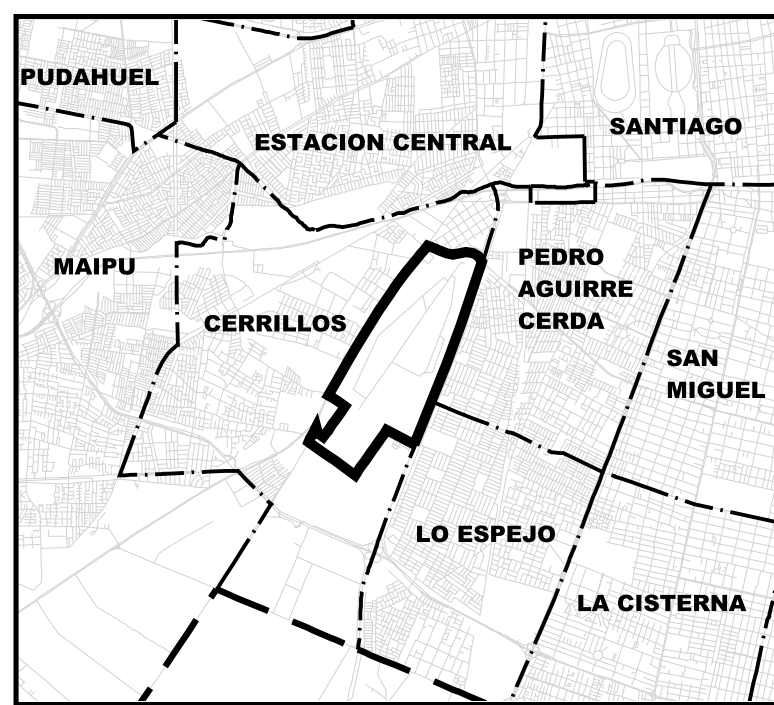 PUDAHUEL
SANTIAGO
ESTACION CENTRAL
MAIPU
PEDRO
AGUIRRE
CERDA
CERRILLOS
SAN
MIGUEL
LO ESPEJO
LA CISTERNA